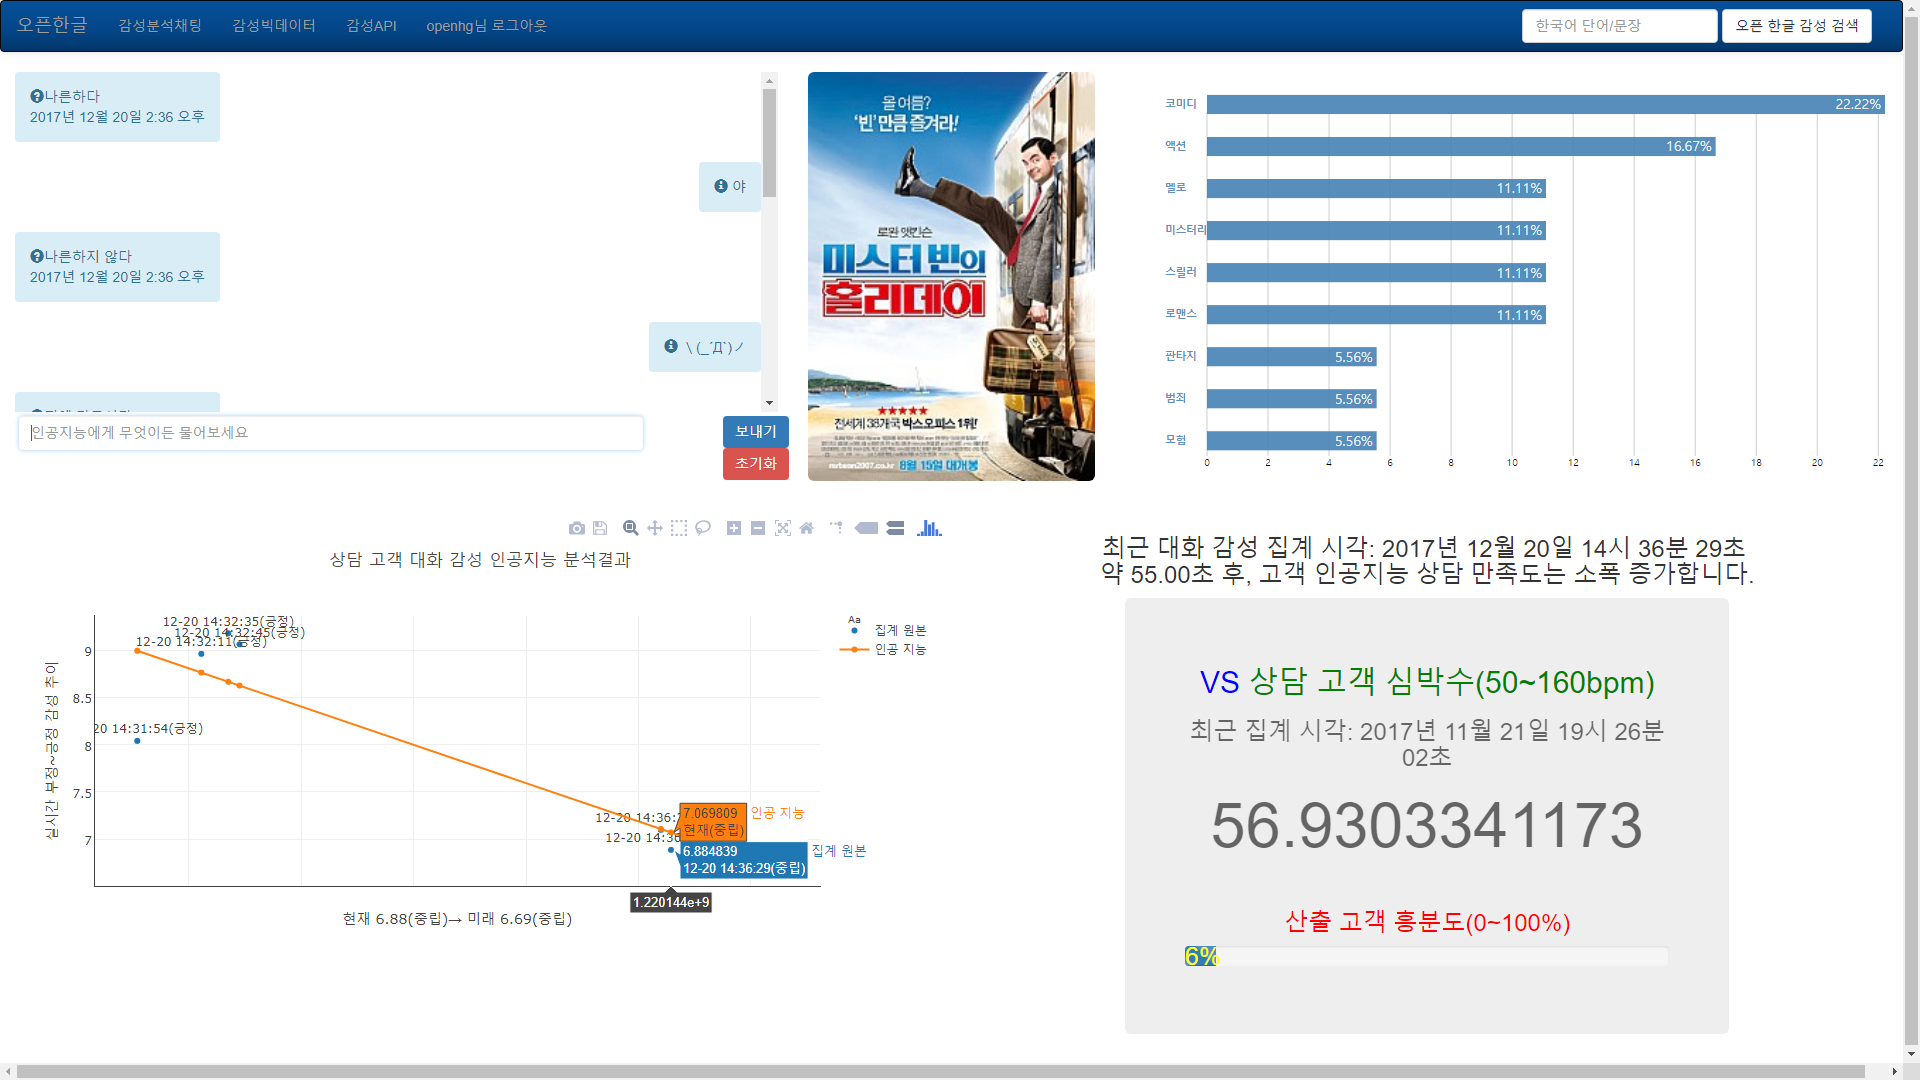 오픈한글 감성분석채팅 감성빅데이터 감성API openhg님 로그아웃 한국어 단어/문장 오픈 한글 감성 검색
나른하다
2017년 12월 20일 2:36 오후
야
나른하지 않다
2017년 12월 20일 2:36 오후
\ (_´Д`)ノ
인공지능에게 무엇이든 물어보세요
보내기
초기화
올 여름?
'빈'만큼 즐겨라!
로완 앳킨슨
미스터 빈의
홀리데이
★★★★★
전세계 38개국 박스오피스 1위!
mrbean2007.co.kr 8월 15일 대개봉
코미디 22.22%
액션 16.67%
멜로 11.11%
미스터리 11.11%
스릴러 11.11%
로맨스 11.11%
판타지 5.56%
범죄 5.56%
모험 5.56%
0 2 4 6 8 10 12 14 16 18 20 22
상담 고객 대화 감성 인공지능 분석결과
실시간 부정~긍정 감성 추이
9
8.5
8
7.5
7
12-20 14:32:35(긍정)
12-20 14:32:45(긍정)
12-20 14:32:11(긍정)
20 14:31:54(긍정)
12-20 14:36:
12-20 14:36
7.069809
현재(중립)
인공 지능
6.884839
12-20 14:36:29(중립)
집계 원본
1.220144e+9
Aa
집계 원본
인공 지능
현재 6.88(중립)→ 미래 6.69(중립)
최근 대화 감성 집계 시각: 2017년 12월 20일 14시 36분 29초
약 55.00초 후, 고객 인공지능 상담 만족도는 소폭 증가합니다.
VS 상담 고객 심박수(50~160bpm)
최근 집계 시각: 2017년 11월 21일 19시 26분
02초
56.9303341173
산출 고객 흥분도(0~100%)
6%